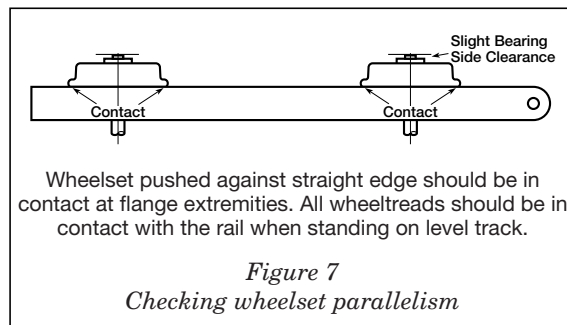 Slight Bearing
Side Clearance
Contact
Contact
Wheelset pushed against straight edge should be in
contact at flange extremities. All wheeltreads should be in
contact with the rail when standing on level track.
Figure 7
Checking wheelset parallelism